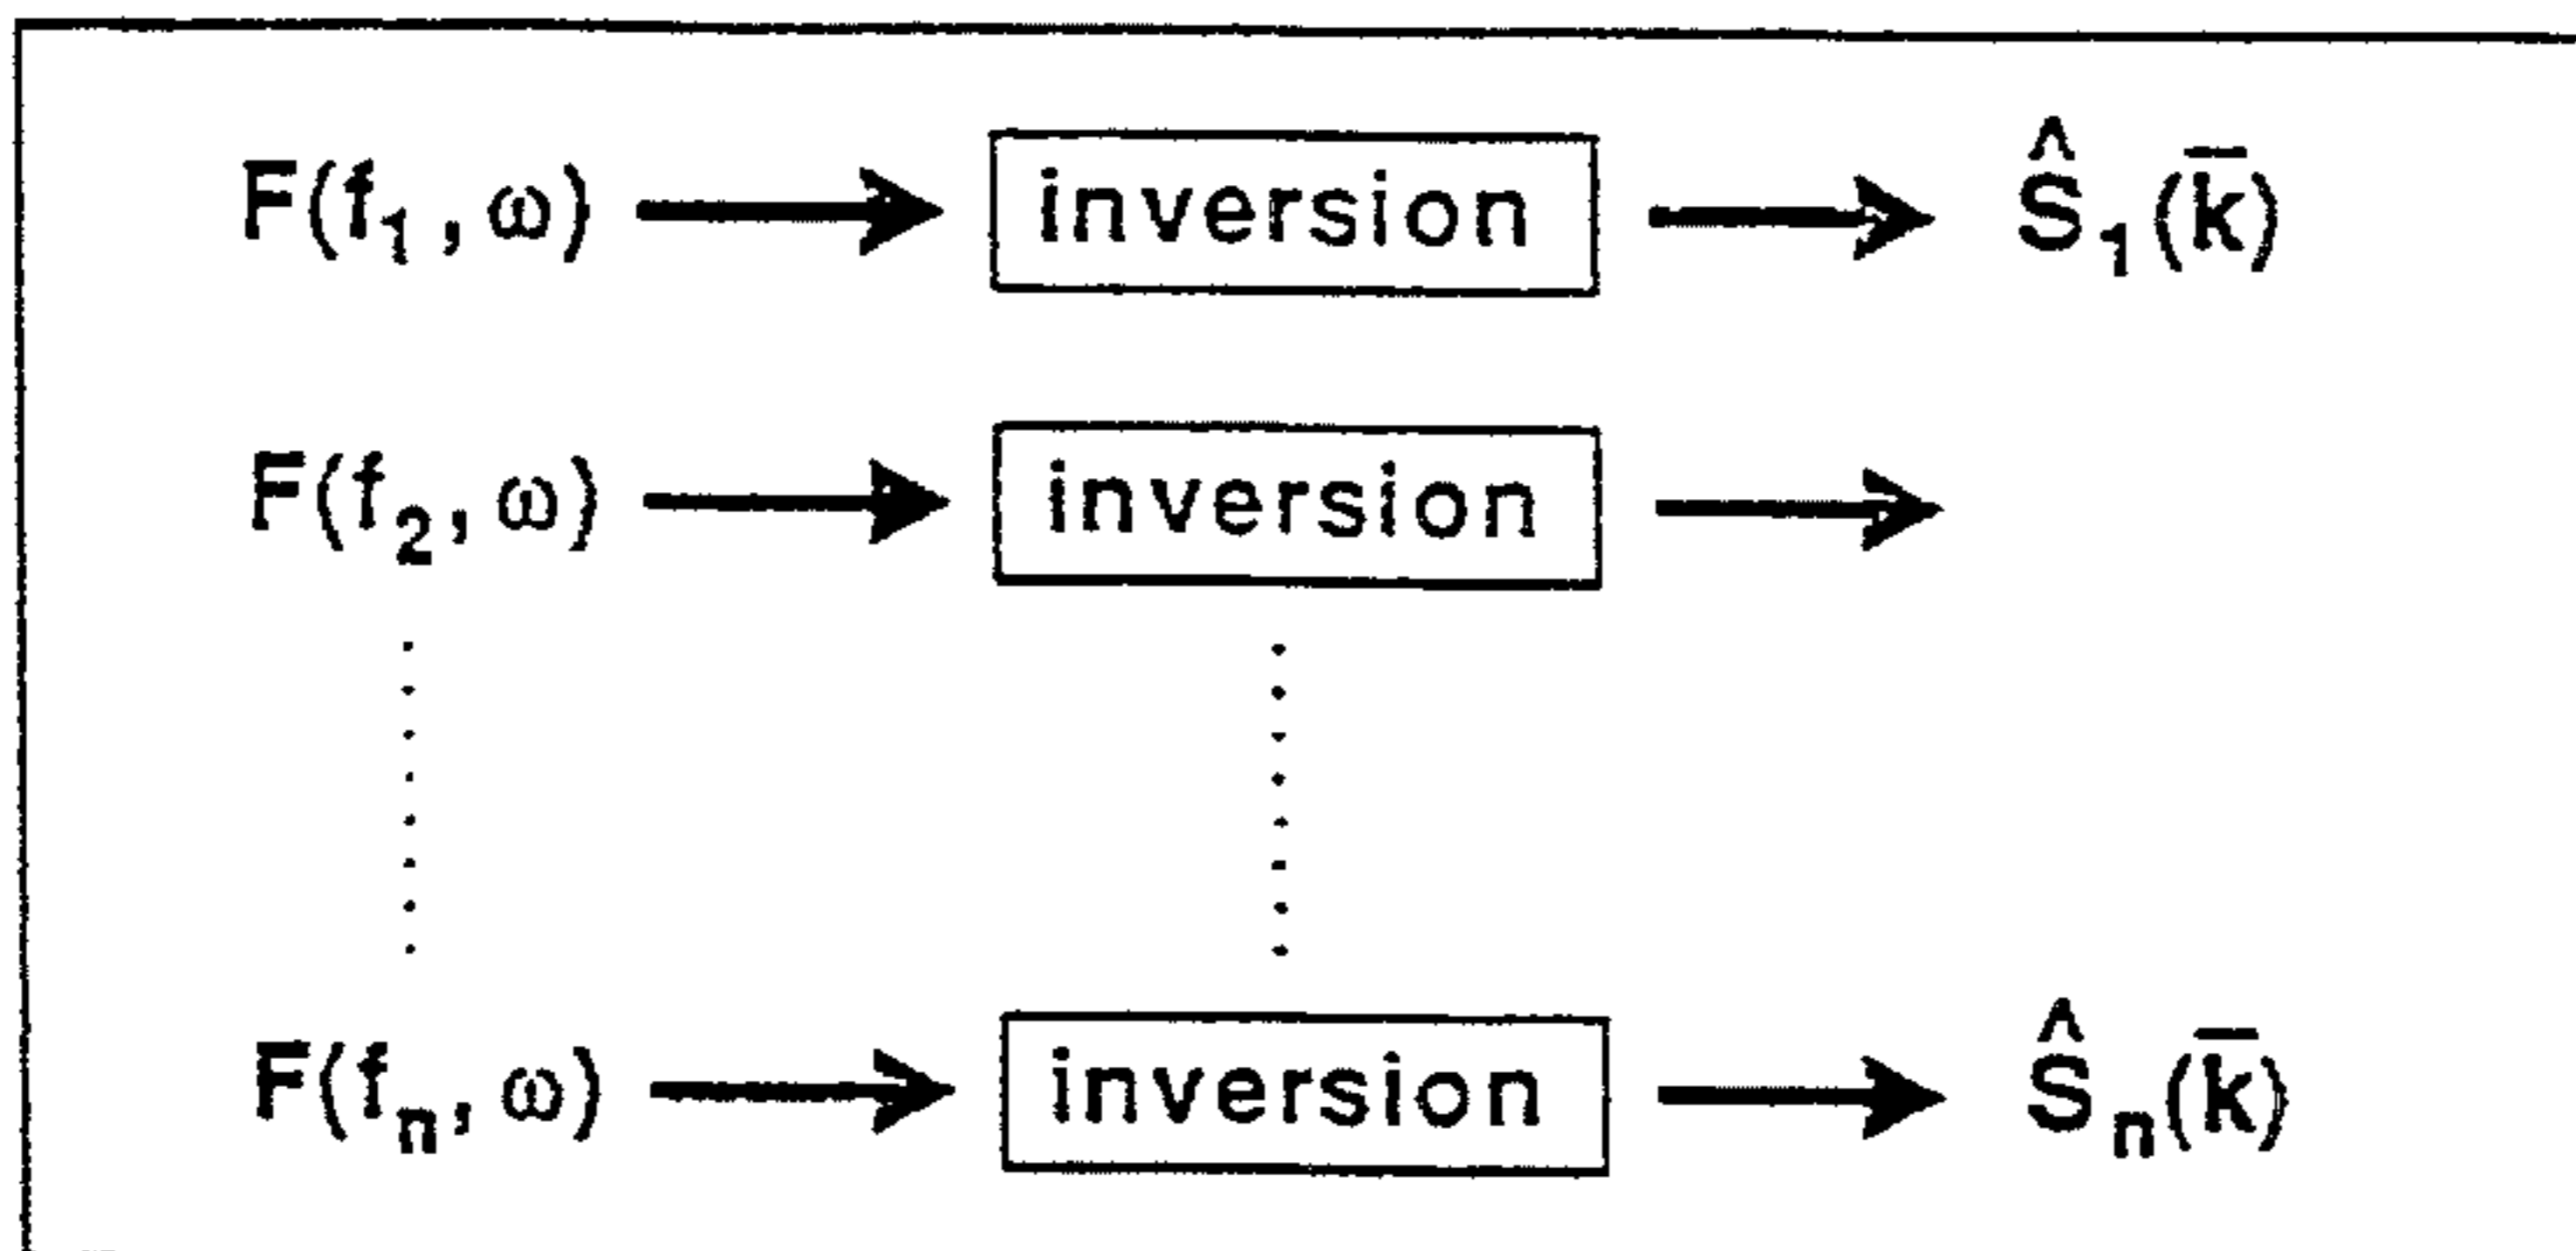 F(f₁, ω) → inversion → Ŝ₁(k̄)
F(f₂, ω) → inversion →
F(fₙ, ω) → inversion → Ŝₙ(k̄)